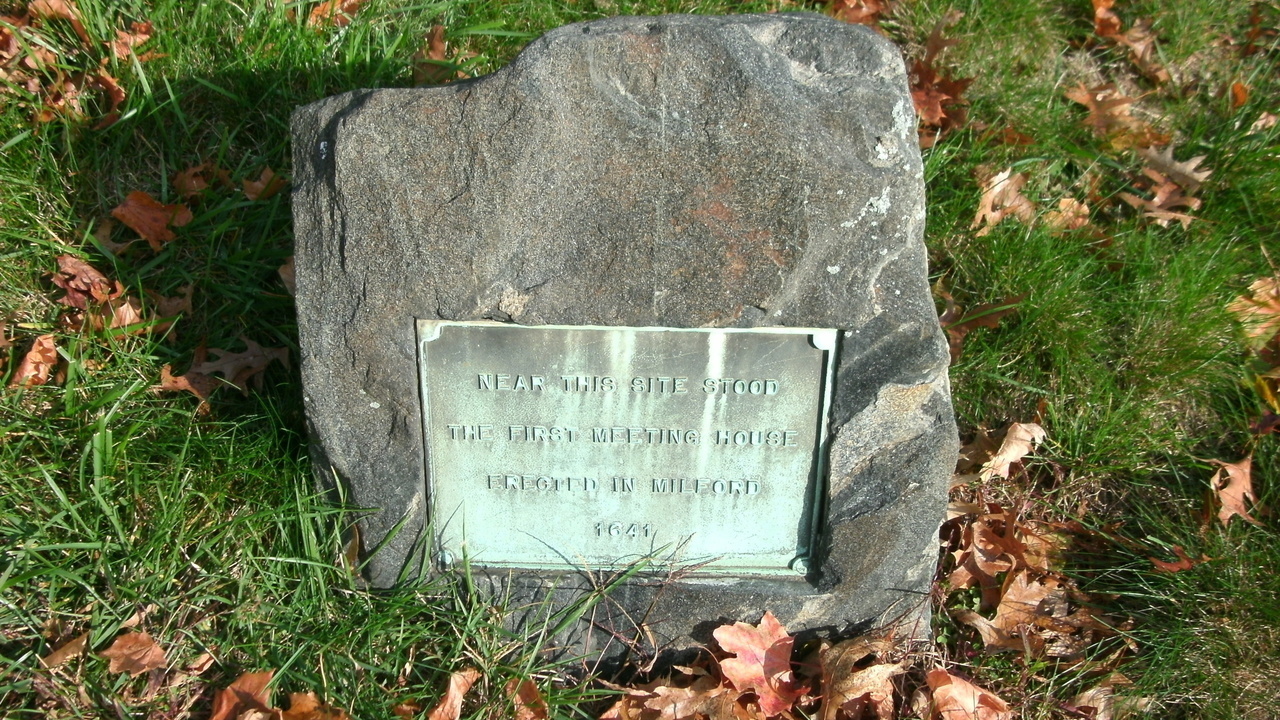 NEAR THIS SITE STOOD
THE FIRST MEETING HOUSE
ERECTED IN MILFORD
1641